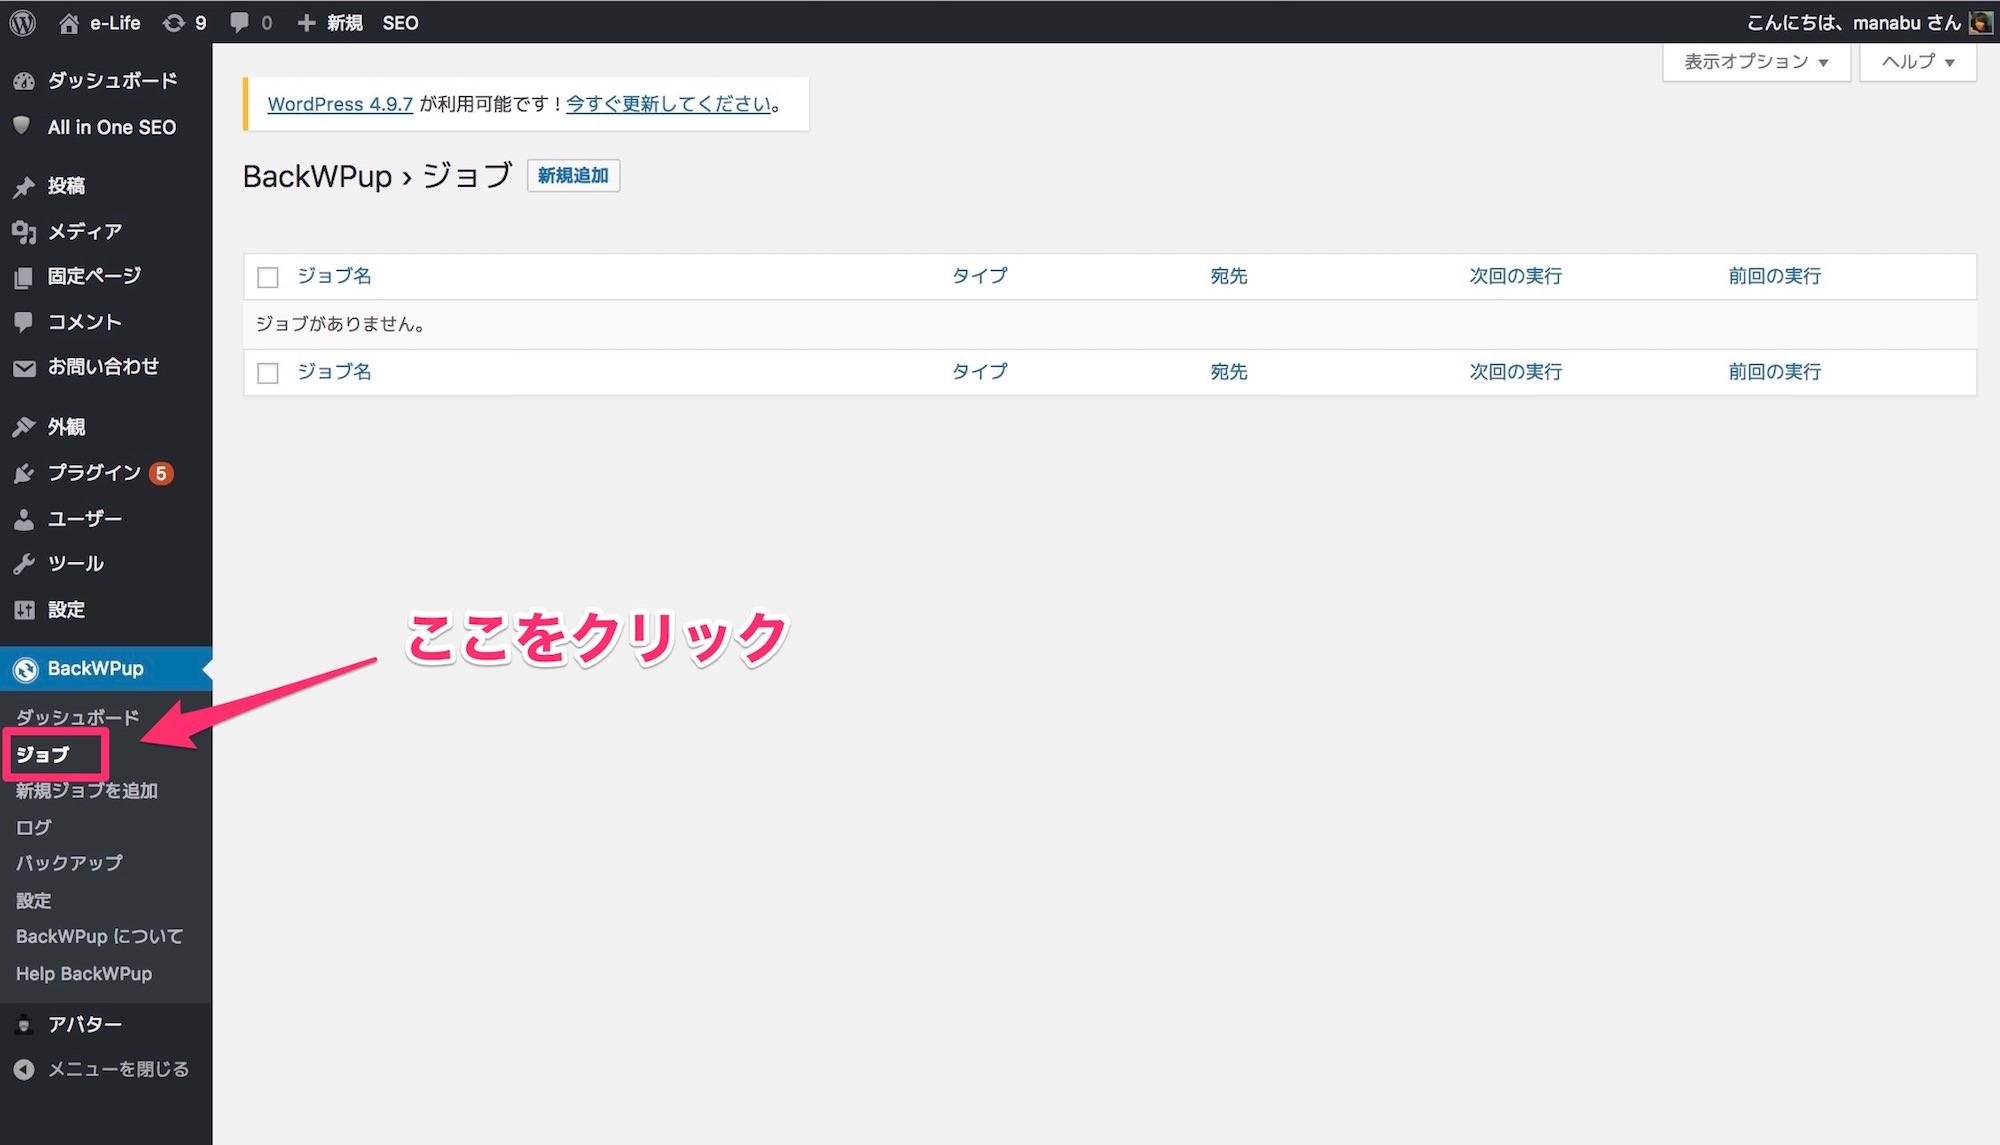 e-Life 9 0 新規 SEO こんにちは、manabu さん
表示オプション ▼ ヘルプ ▼
ダッシュボード
All in One SEO
投稿
メディア
固定ページ
コメント
お問い合わせ
外観
プラグイン 5
ユーザー
ツール
設定
BackWPup
ダッシュボード
ジョブ
新規ジョブを追加
ログ
バックアップ
設定
BackWPup について
Help BackWPup
アバター
メニューを閉じる
WordPress 4.9.7 が利用可能です ! 今すぐ更新してください。
BackWPup › ジョブ 新規追加
ジョブ名 タイプ 宛先 次回の実行 前回の実行
ジョブがありません。
ジョブ名 タイプ 宛先 次回の実行 前回の実行
ここをクリック